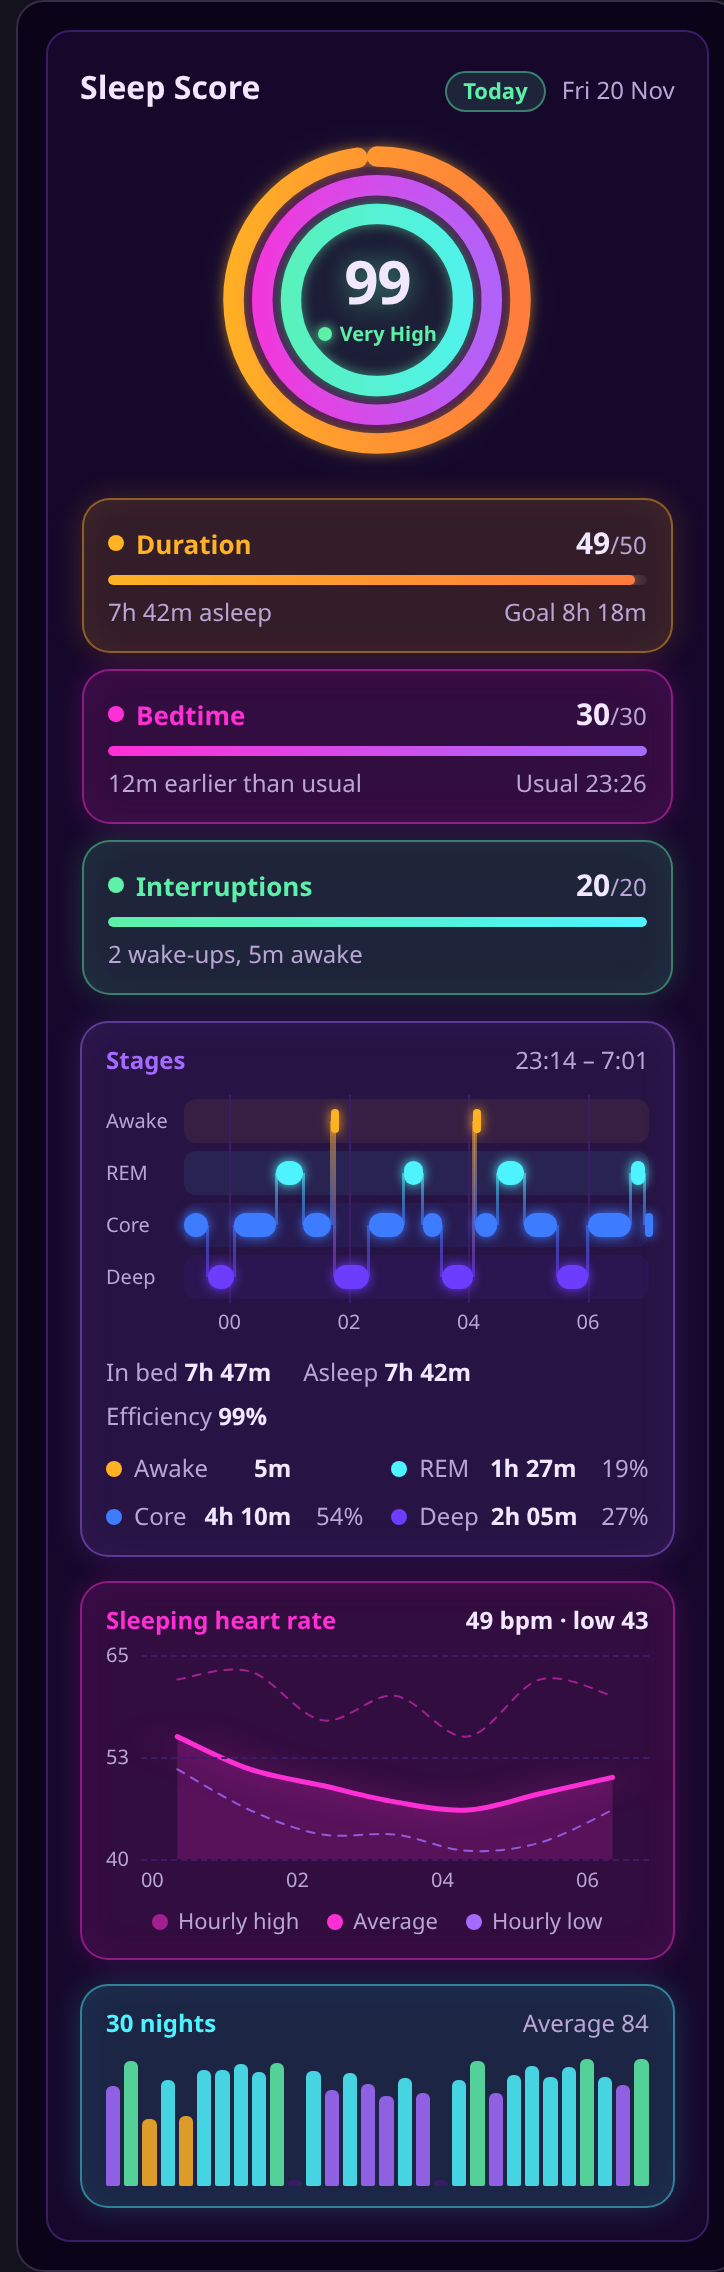 Sleep Score Today Fri 20 Nov
99
Very High
Duration 49/50
7h 42m asleep Goal 8h 18m
Bedtime 30/30
12m earlier than usual Usual 23:26
Interruptions 20/20
2 wake-ups, 5m awake
Stages 23:14 – 7:01
Awake
REM
Core
Deep
00 02 04 06
In bed 7h 47m Asleep 7h 42m
Efficiency 99%
Awake 5m REM 1h 27m 19%
Core 4h 10m 54% Deep 2h 05m 27%
Sleeping heart rate 49 bpm · low 43
65
53
40
00 02 04 06
Hourly high Average Hourly low
30 nights Average 84